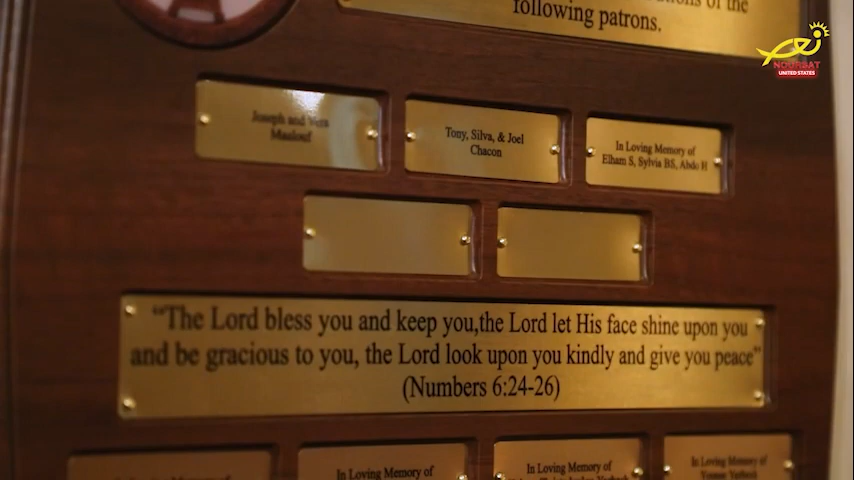 following patrons.
NOURSAT
UNITED STATES
Joseph and Vera
Maalouf
Tony, Silva, & Joel
Chacon
In Loving Memory of
Elham S, Sylvia BS, Abdo H
“The Lord bless you and keep you,the Lord let His face shine upon you
and be gracious to you, the Lord look upon you kindly and give you peace”
(Numbers 6:24-26)
In Loving Memory of
In Loving Memory of
In Loving Memory of